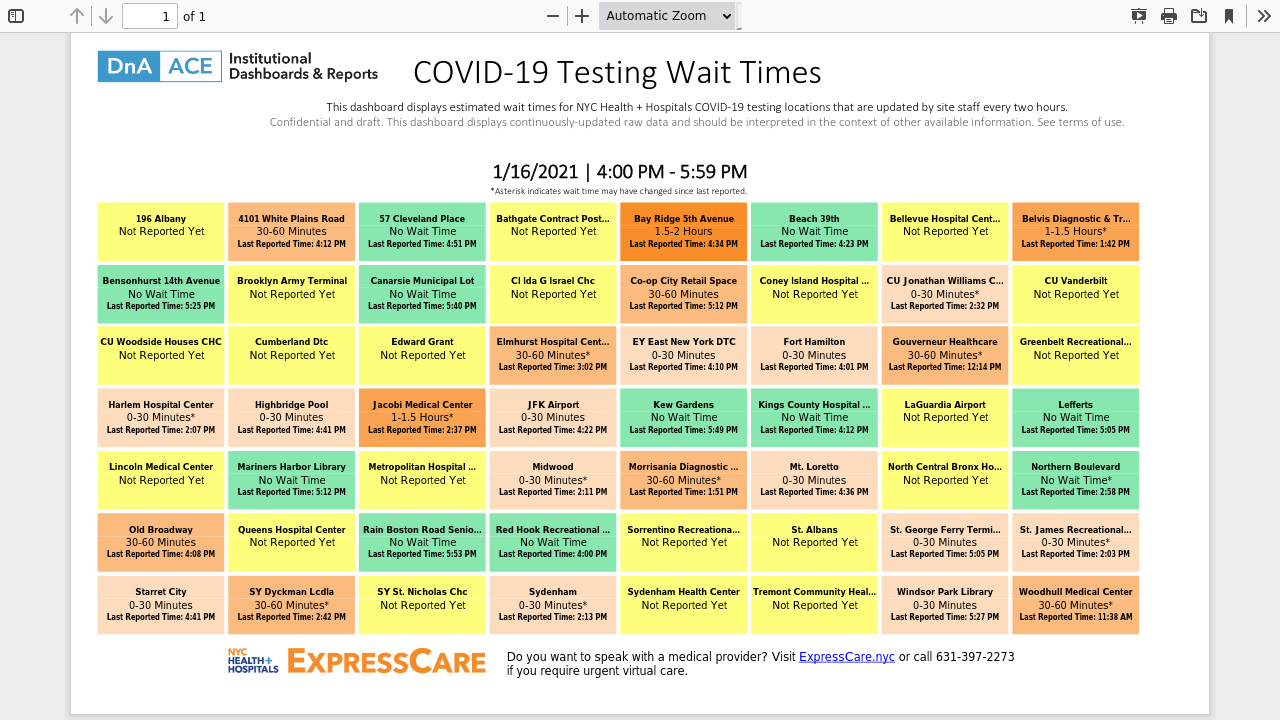 1 of 1
Automatic Zoom
DnA ACE Institutional Dashboards & Reports
COVID-19 Testing Wait Times
This dashboard displays estimated wait times for NYC Health + Hospitals COVID-19 testing locations that are updated by site staff every two hours.
Confidential and draft. This dashboard displays continuously-updated raw data and should be interpreted in the context of other available information. See terms of use.
1/16/2021 | 4:00 PM - 5:59 PM
*Asterisk indicates wait time may have changed since last reported.
196 Albany
Not Reported Yet
4101 White Plains Road
30-60 Minutes
Last Reported Time: 4:12 PM
57 Cleveland Place
No Wait Time
Last Reported Time: 4:51 PM
Bathgate Contract Post...
Not Reported Yet
Bay Ridge 5th Avenue
1.5-2 Hours
Last Reported Time: 4:34 PM
Beach 39th
No Wait Time
Last Reported Time: 4:23 PM
Bellevue Hospital Cent...
Not Reported Yet
Belvis Diagnostic & Tr...
1-1.5 Hours*
Last Reported Time: 1:42 PM
Bensonhurst 14th Avenue
No Wait Time
Last Reported Time: 5:25 PM
Brooklyn Army Terminal
Not Reported Yet
Canarsie Municipal Lot
No Wait Time
Last Reported Time: 5:40 PM
CI Ida G Israel Chc
Not Reported Yet
Co-op City Retail Space
30-60 Minutes
Last Reported Time: 5:12 PM
Coney Island Hospital ...
Not Reported Yet
CU Jonathan Williams C...
0-30 Minutes*
Last Reported Time: 2:32 PM
CU Vanderbilt
Not Reported Yet
CU Woodside Houses CHC
Not Reported Yet
Cumberland Dtc
Not Reported Yet
Edward Grant
Not Reported Yet
Elmhurst Hospital Cent...
30-60 Minutes*
Last Reported Time: 3:02 PM
EY East New York DTC
0-30 Minutes
Last Reported Time: 4:10 PM
Fort Hamilton
0-30 Minutes
Last Reported Time: 4:01 PM
Gouverneur Healthcare
30-60 Minutes*
Last Reported Time: 12:14 PM
Greenbelt Recreational...
Not Reported Yet
Harlem Hospital Center
0-30 Minutes*
Last Reported Time: 2:07 PM
Highbridge Pool
0-30 Minutes
Last Reported Time: 4:41 PM
Jacobi Medical Center
1-1.5 Hours*
Last Reported Time: 2:37 PM
JFK Airport
0-30 Minutes
Last Reported Time: 4:22 PM
Kew Gardens
No Wait Time
Last Reported Time: 5:49 PM
Kings County Hospital ...
No Wait Time
Last Reported Time: 4:12 PM
LaGuardia Airport
Not Reported Yet
Lefferts
No Wait Time
Last Reported Time: 5:05 PM
Lincoln Medical Center
Not Reported Yet
Mariners Harbor Library
No Wait Time
Last Reported Time: 5:12 PM
Metropolitan Hospital ...
Not Reported Yet
Midwood
0-30 Minutes*
Last Reported Time: 2:11 PM
Morrisania Diagnostic ...
30-60 Minutes*
Last Reported Time: 1:51 PM
Mt. Loretto
0-30 Minutes
Last Reported Time: 4:36 PM
North Central Bronx Ho...
Not Reported Yet
Northern Boulevard
No Wait Time*
Last Reported Time: 2:58 PM
Old Broadway
30-60 Minutes
Last Reported Time: 4:08 PM
Queens Hospital Center
Not Reported Yet
Rain Boston Road Senio...
No Wait Time
Last Reported Time: 5:53 PM
Red Hook Recreational ...
No Wait Time
Last Reported Time: 4:00 PM
Sorrentino Recreationa...
Not Reported Yet
St. Albans
Not Reported Yet
St. George Ferry Termi...
0-30 Minutes
Last Reported Time: 5:05 PM
St. James Recreational...
0-30 Minutes*
Last Reported Time: 2:03 PM
Starret City
0-30 Minutes
Last Reported Time: 4:41 PM
SY Dyckman Lcdla
30-60 Minutes*
Last Reported Time: 2:42 PM
SY St. Nicholas Chc
Not Reported Yet
Sydenham
0-30 Minutes*
Last Reported Time: 2:13 PM
Sydenham Health Center
Not Reported Yet
Tremont Community Heal...
Not Reported Yet
Windsor Park Library
0-30 Minutes
Last Reported Time: 5:27 PM
Woodhull Medical Center
30-60 Minutes*
Last Reported Time: 11:38 AM
NYC
HEALTH+
HOSPITALS
EXPRESSCARE
Do you want to speak with a medical provider? Visit ExpressCare.nyc or call 631-397-2273
if you require urgent virtual care.